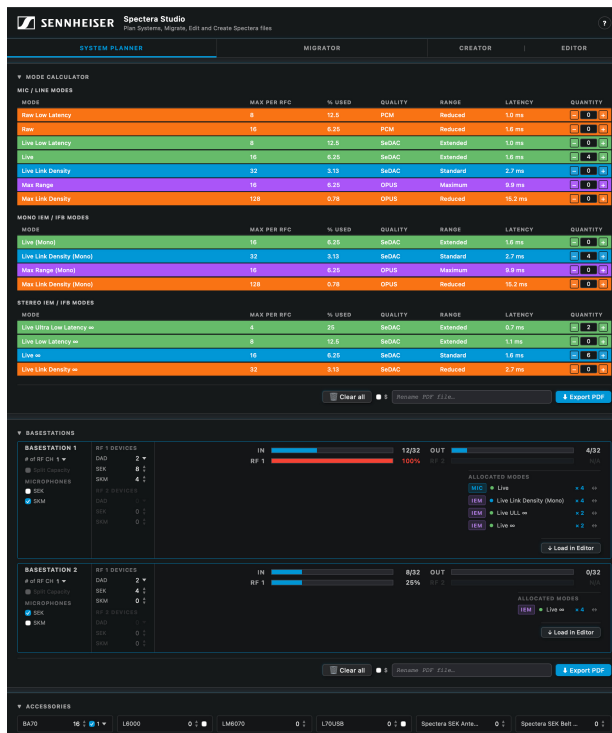 SENNHEISER
Spectera Studio
Plan Systems, Migrate, Edit and Create Spectera files
?
SYSTEM PLANNER MIGRATOR CREATOR EDITOR
▼ MODE CALCULATOR
MIC / LINE MODES
MODE MAX PER RFC % USED QUALITY RANGE LATENCY QUANTITY
Raw Low Latency 8 12.5 PCM Reduced 1.0 ms − 0 +
Raw 16 6.25 PCM Reduced 1.6 ms − 0 +
Live Low Latency 8 12.5 SeDAC Extended 1.0 ms − 0 +
Live 16 6.25 SeDAC Extended 1.6 ms − 4 +
Live Link Density 32 3.13 SeDAC Standard 2.7 ms − 0 +
Max Range 16 6.25 OPUS Maximum 9.9 ms − 0 +
Max Link Density 128 0.78 OPUS Reduced 15.2 ms − 0 +
MONO IEM / IFB MODES
MODE MAX PER RFC % USED QUALITY RANGE LATENCY QUANTITY
Live (Mono) 16 6.25 SeDAC Extended 1.6 ms − 0 +
Live Link Density (Mono) 32 3.13 SeDAC Standard 2.7 ms − 4 +
Max Range (Mono) 16 6.25 OPUS Maximum 9.9 ms − 0 +
Max Link Density (Mono) 128 0.78 OPUS Reduced 15.2 ms − 0 +
STEREO IEM / IFB MODES
MODE MAX PER RFC % USED QUALITY RANGE LATENCY QUANTITY
Live Ultra Low Latency ∞ 4 25 SeDAC Extended 0.7 ms − 2 +
Live Low Latency ∞ 8 12.5 SeDAC Extended 1.1 ms − 0 +
Live ∞ 16 6.25 SeDAC Standard 1.6 ms − 6 +
Live Link Density ∞ 32 3.13 SeDAC Reduced 2.7 ms − 0 +
Clear all $ Rename PDF file… Export PDF
▼ BASESTATIONS
BASESTATION 1 RF 1 DEVICES IN 12/32 OUT 4/32
# of RF CH 1 ▼ DAD 2 ▼ RF 1 100% RF 2 N/A
Split Capacity SEK 8
MICROPHONES SKM 4 ALLOCATED MODES
SEK RF 2 DEVICES MIC Live × 4
SKM DAD IEM Live Link Density (Mono) × 4
SEK 0 IEM Live ULL ∞ × 2
SKM 0 IEM Live ∞ × 2
↓ Load in Editor
BASESTATION 2 RF 1 DEVICES IN 8/32 OUT 0/32
# of RF CH 1 ▼ DAD 2 ▼ RF 1 25% RF 2 N/A
Split Capacity SEK 4
MICROPHONES SKM 0 ALLOCATED MODES
SEK RF 2 DEVICES IEM Live ∞ × 4
SKM DAD
SEK 0
SKM 0
↓ Load in Editor
Clear all $ Rename PDF file… Export PDF
▼ ACCESSORIES
BA70 16 1 ▼ L6000 0 LM6070 0 L70USB 0 Spectera SEK Ante... 0 Spectera SEK Belt ... 0